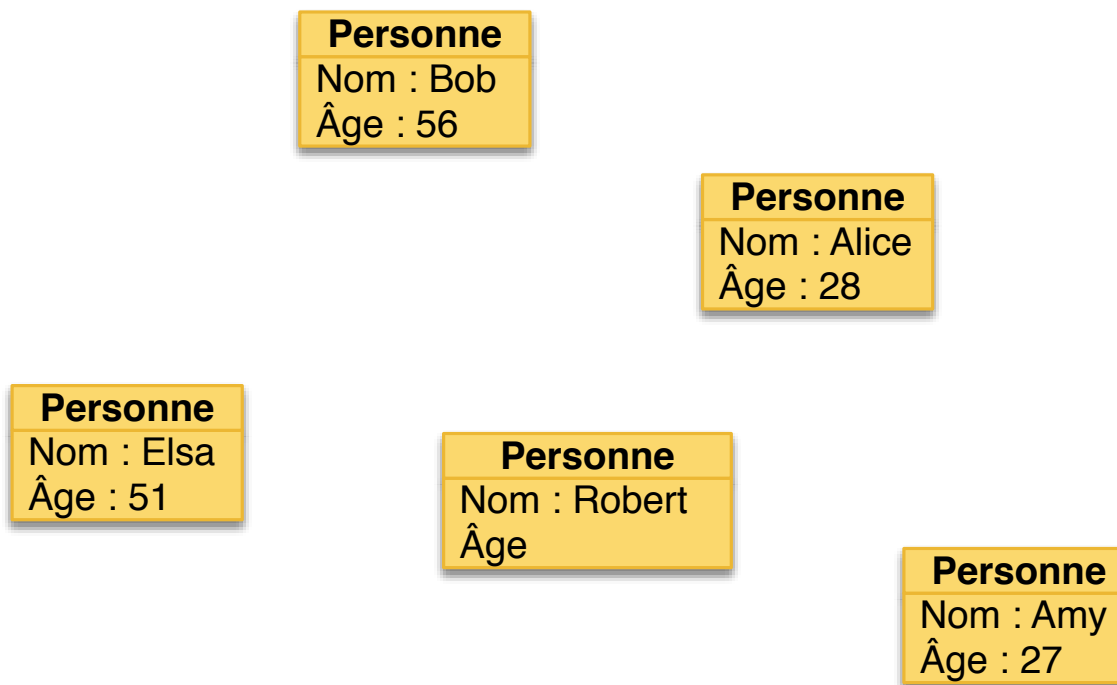 Personne
Nom : Bob
Âge : 56
Personne
Nom : Alice
Âge : 28
Personne
Nom : Elsa
Âge : 51
Personne
Nom : Robert
Âge
Personne
Nom : Amy
Âge : 27